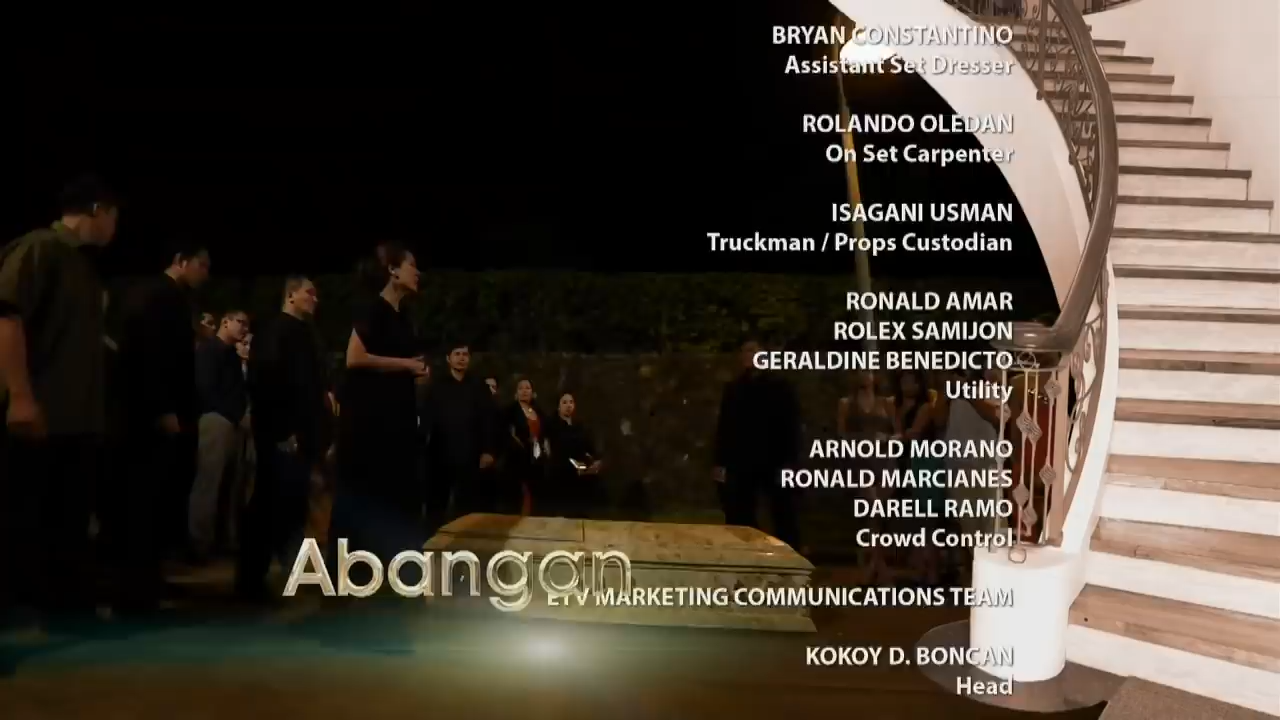 BRYAN CONSTANTINO
Assistant Set Dresser
ROLANDO OLEDAN
On Set Carpenter
ISAGANI USMAN
Truckman / Props Custodian
RONALD AMAR
ROLEX SAMIJON
GERALDINE BENEDICTO
Utility
ARNOLD MORANO
RONALD MARCIANES
DARELL RAMO
Crowd Control
Abangan
ETV MARKETING COMMUNICATIONS TEAM
KOKOY D. BONCAN
Head